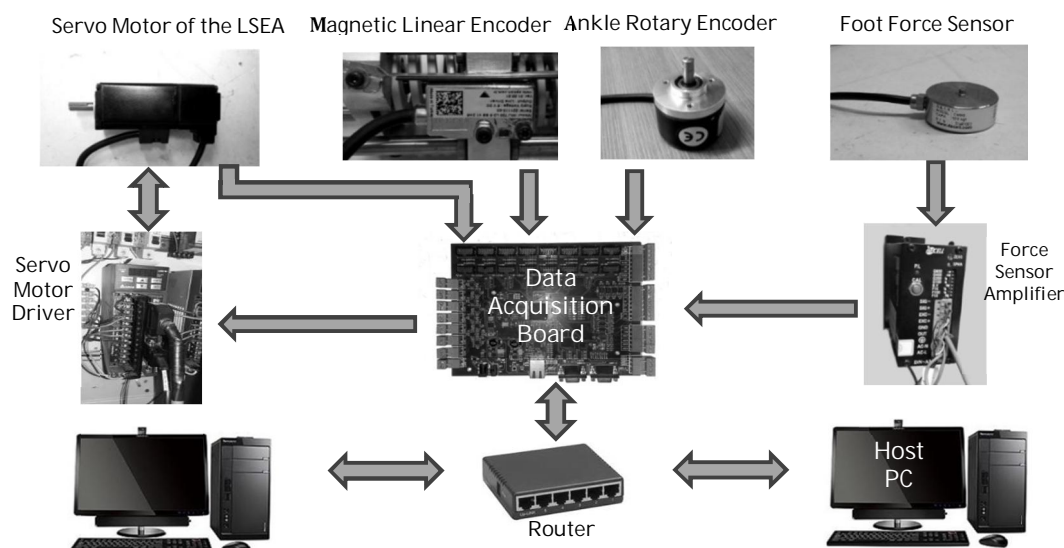 Servo Motor of the LSEA
Magnetic Linear Encoder
Ankle Rotary Encoder
Foot Force Sensor
Servo
Motor
Driver
Data
Acquisition
Board
Force
Sensor
Amplifier
Host
PC
Router